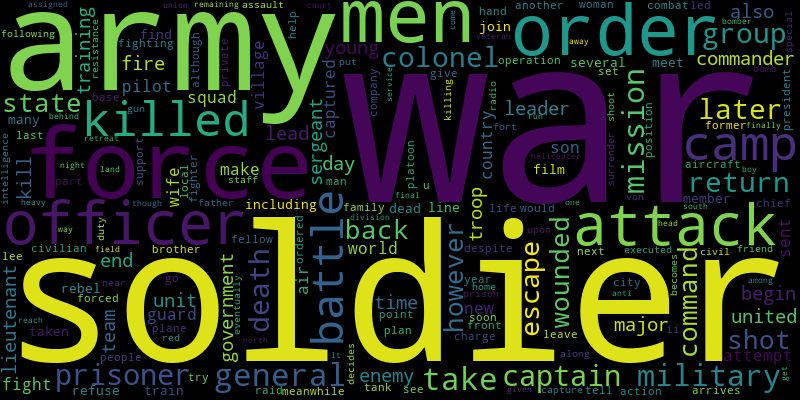 assigned union remaining assault court
army men order group also
following training although help hand another woman combat led
resistance fighting private find join bomber special
fire village young colonel veteran come away commander
pilot captured put operation several set meet
state squad company give killing leader bomb president
many base killed radio war mission later
last behind gun sergeant lead day country fort run shoot position former finally
intelligence retreat force platoon service son surrender camp
kill night land support make film helicopter aircraft return
heavy part wife local fighter staff man u final von member boy chief
though father including family dead line life would one south
officer troop attack sent
way duty battle back division upon head
lee civilian field brother fellow world however despite wounded next executed civil friend
lieutenant end death air ordered year escape city command becomes among
rebel near go government home anti begin
forced unit time prison new
reach team guard eventually point soon major united
taken plane plan front ii shot
red soldier charge leave attempt
people north lt decides along
fight prisoner general enemy take captain military get
refuse train try raid meanwhile tank see given capture tell action arrives